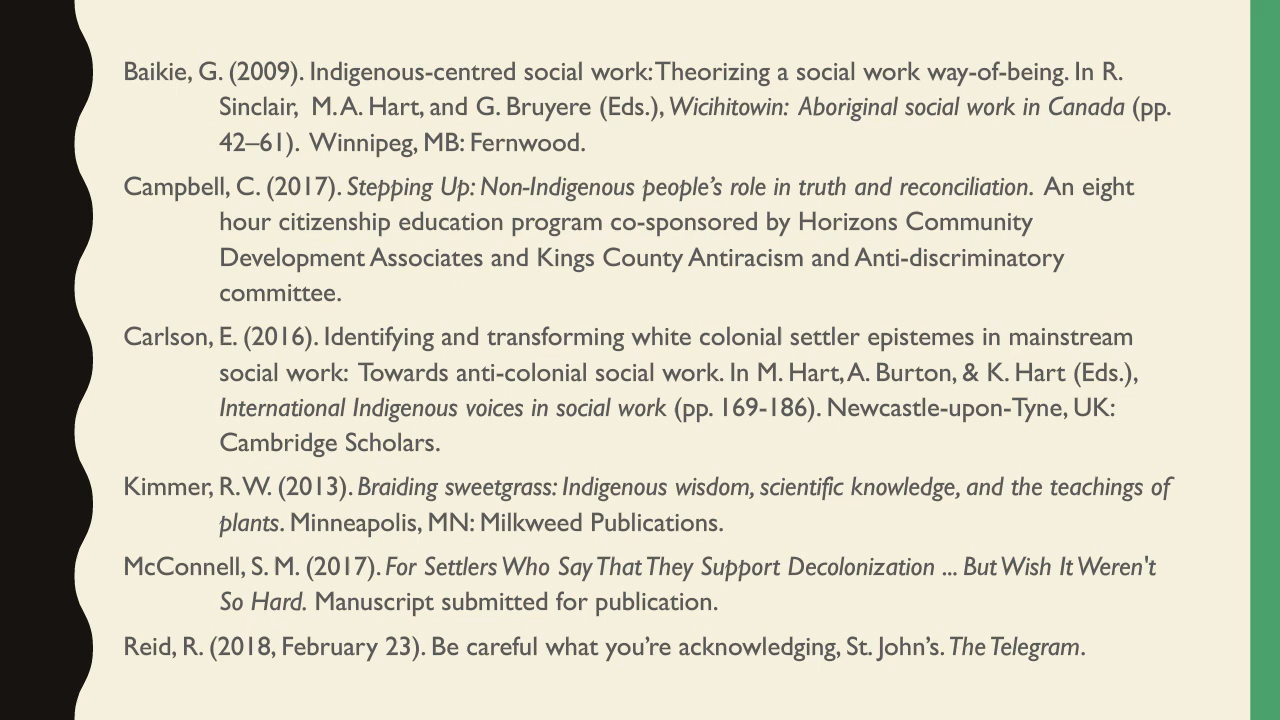 Baikie, G. (2009). Indigenous-centred social work: Theorizing a social work way-of-being. In R.
Sinclair, M.A. Hart, and G. Bruyere (Eds.), Wicihitowin: Aboriginal social work in Canada (pp.
42–61). Winnipeg, MB: Fernwood.
Campbell, C. (2017). Stepping Up: Non-Indigenous people’s role in truth and reconciliation. An eight
hour citizenship education program co-sponsored by Horizons Community
Development Associates and Kings County Antiracism and Anti-discriminatory
committee.
Carlson, E. (2016). Identifying and transforming white colonial settler epistemes in mainstream
social work: Towards anti-colonial social work. In M. Hart, A. Burton, & K. Hart (Eds.),
International Indigenous voices in social work (pp. 169-186). Newcastle-upon-Tyne, UK:
Cambridge Scholars.
Kimmer, R.W. (2013). Braiding sweetgrass: Indigenous wisdom, scientific knowledge, and the teachings of
plants. Minneapolis, MN: Milkweed Publications.
McConnell, S. M. (2017). For Settlers Who Say That They Support Decolonization ... But Wish It Weren't
So Hard. Manuscript submitted for publication.
Reid, R. (2018, February 23). Be careful what you’re acknowledging, St. John’s. The Telegram.